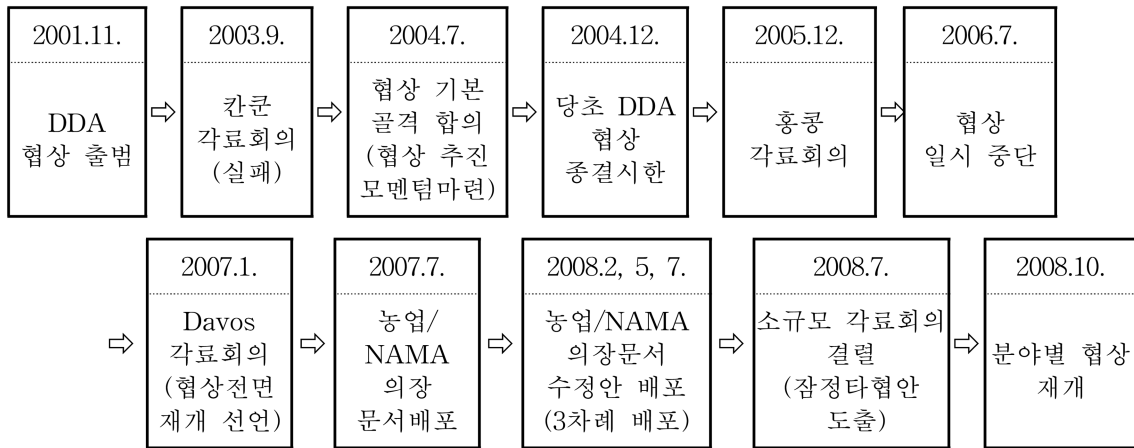 2001.11.
DDA
협상 출범
2003.9.
칸쿤
각료회의
(실패)
2004.7.
협상 기본
골격 합의
(협상 추진
모멘텀마련)
2004.12.
당초 DDA
협상
종결시한
2005.12.
홍콩
각료회의
2006.7.
협상
일시 중단
2007.1.
Davos
각료회의
(협상전면
재개 선언)
2007.7.
농업/
NAMA
의장
문서배포
2008.2, 5, 7.
농업/NAMA
의장문서
수정안 배포
(3차례 배포)
2008.7.
소규모 각료회의
결렬
(잠정타협안
도출)
2008.10.
분야별 협상
재개